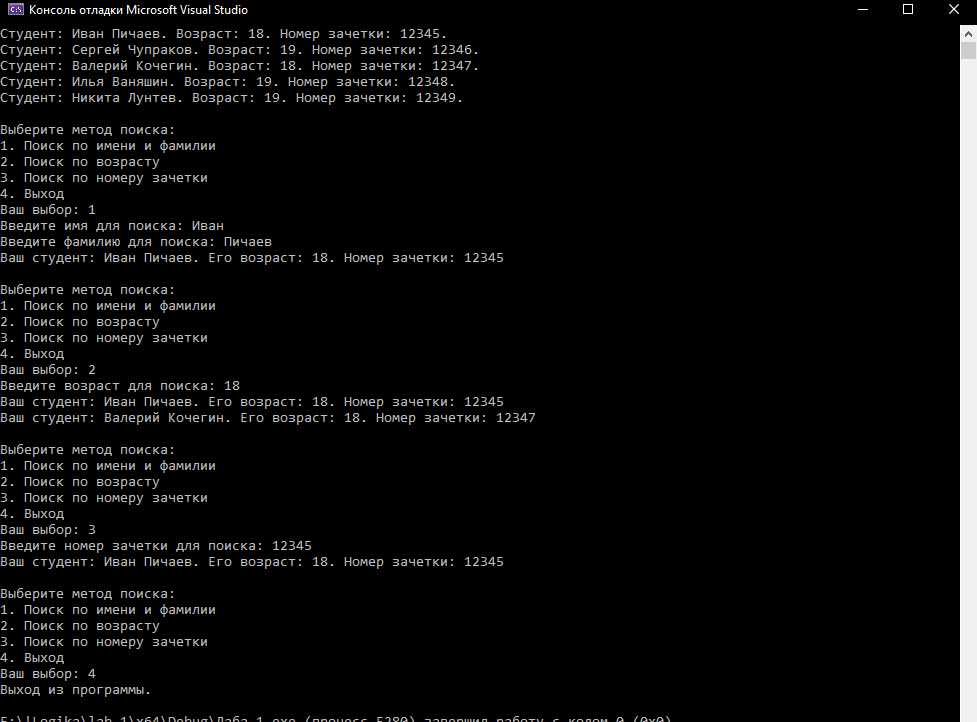 Консоль отладки Microsoft Visual Studio
Студент: Иван Пичаев. Возраст: 18. Номер зачетки: 12345.
Студент: Сергей Чупраков. Возраст: 19. Номер зачетки: 12346.
Студент: Валерий Кочегин. Возраст: 18. Номер зачетки: 12347.
Студент: Илья Ваняшин. Возраст: 19. Номер зачетки: 12348.
Студент: Никита Лунтев. Возраст: 19. Номер зачетки: 12349.
Выберите метод поиска:
1. Поиск по имени и фамилии
2. Поиск по возрасту
3. Поиск по номеру зачетки
4. Выход
Ваш выбор: 1
Введите имя для поиска: Иван
Введите фамилию для поиска: Пичаев
Ваш студент: Иван Пичаев. Его возраст: 18. Номер зачетки: 12345
Выберите метод поиска:
1. Поиск по имени и фамилии
2. Поиск по возрасту
3. Поиск по номеру зачетки
4. Выход
Ваш выбор: 2
Введите возраст для поиска: 18
Ваш студент: Иван Пичаев. Его возраст: 18. Номер зачетки: 12345
Ваш студент: Валерий Кочегин. Его возраст: 18. Номер зачетки: 12347
Выберите метод поиска:
1. Поиск по имени и фамилии
2. Поиск по возрасту
3. Поиск по номеру зачетки
4. Выход
Ваш выбор: 3
Введите номер зачетки для поиска: 12345
Ваш студент: Иван Пичаев. Его возраст: 18. Номер зачетки: 12345
Выберите метод поиска:
1. Поиск по имени и фамилии
2. Поиск по возрасту
3. Поиск по номеру зачетки
4. Выход
Ваш выбор: 4
Выход из программы.
(процесс 5280) завершил работу с кодом 0 (0x0)